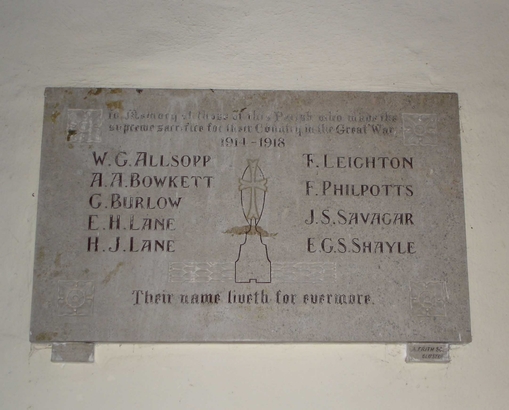 In Memory of those of this Parish who made the
supreme sacrifice for their Country in the Great War,
1914-1918
W. G. ALLSOPP
A. A. BOWKETT
G. BURLOW
E. H. LANE
H. J. LANE
F. LEIGHTON
F. PHILPOTTS
J. S. SAVAGAR
E. G. S. SHAYLE
Their name liveth for evermore.